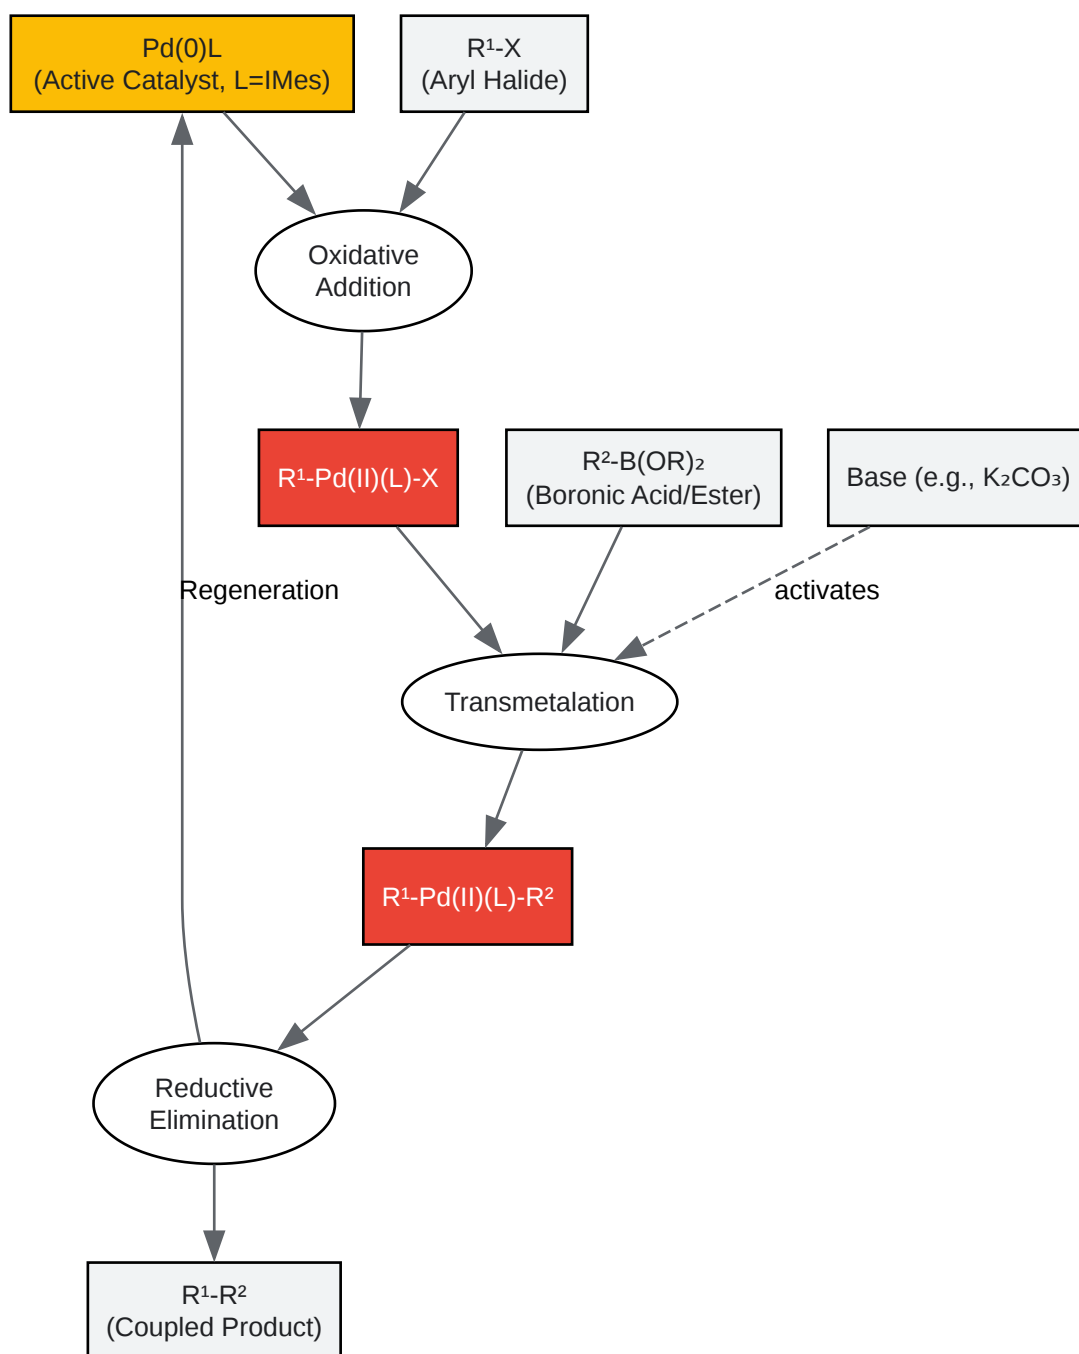 Pd(0)L
(Active Catalyst, L=IMes)
R¹-X
(Aryl Halide)
Oxidative
Addition
R¹-Pd(II)(L)-X
R²-B(OR)₂
(Boronic Acid/Ester)
Base (e.g., K₂CO₃)
Regeneration
activates
Transmetalation
R¹-Pd(II)(L)-R²
Reductive
Elimination
R¹-R²
(Coupled Product)